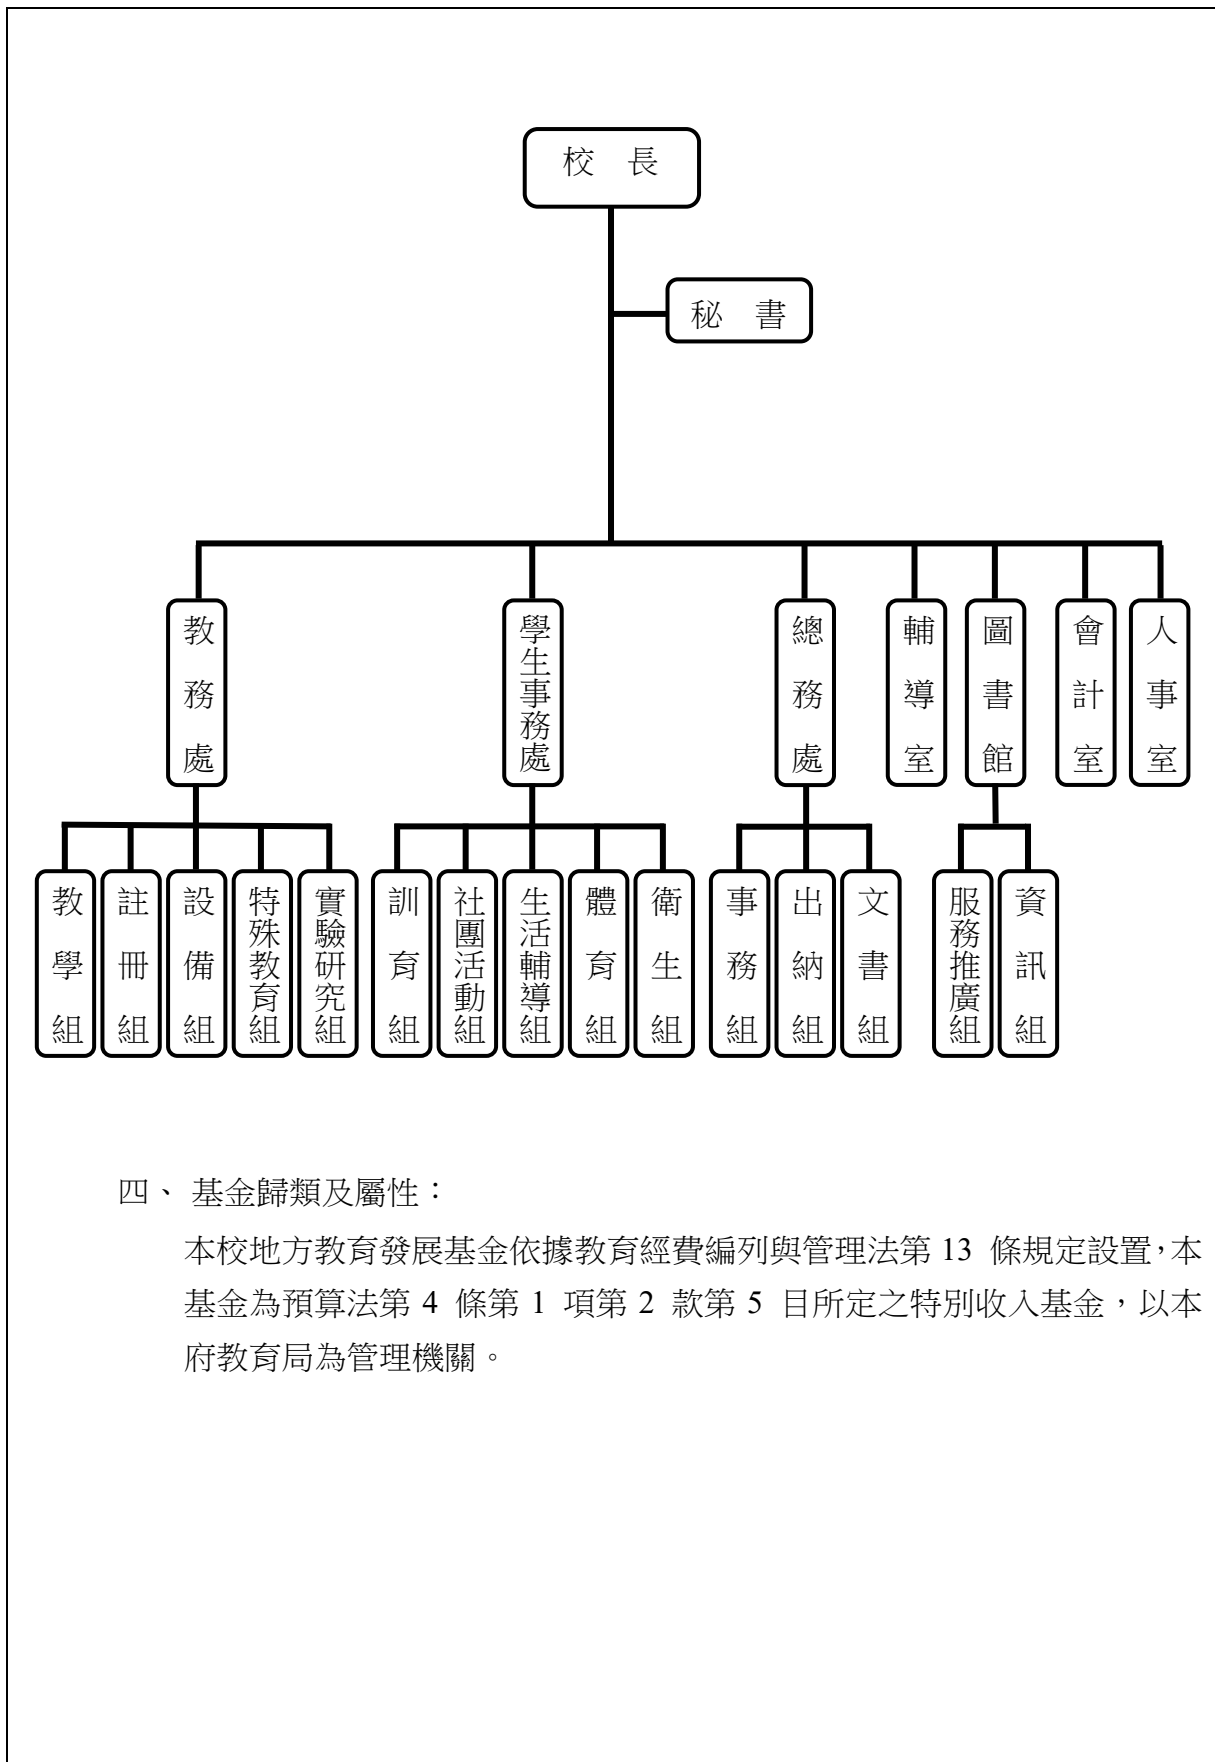 校 長
秘 書
教務處
學生事務處
總務處
輔導室
圖書館
會計室
人事室
教學組
註冊組
設備組
特殊教育組
實驗研究組
訓育組
社團活動組
生活輔導組
體育組
衛生組
事務組
出納組
文書組
服務推廣組
資訊組
四、 基金歸類及屬性：
本校地方教育發展基金依據教育經費編列與管理法第 13 條規定設置，本
基金為預算法第 4 條第 1 項第 2 款第 5 目所定之特別收入基金，以本
府教育局為管理機關。